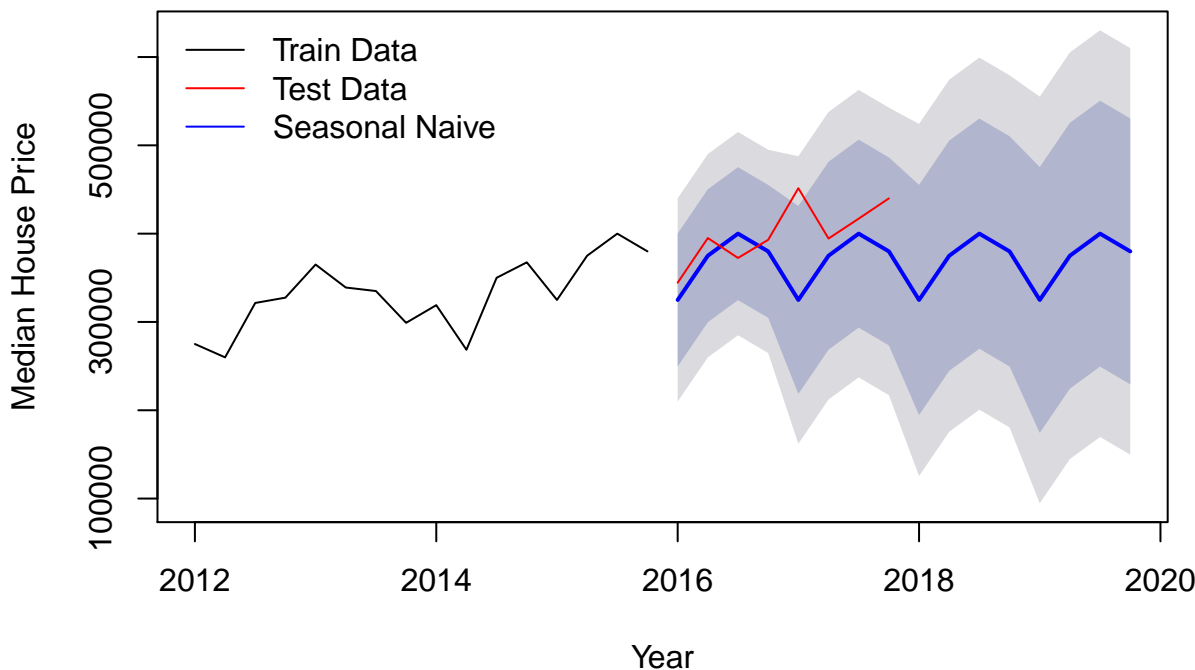 Train Data
Test Data
Seasonal Naive
Median House Price
500000
300000
100000
2012 2014 2016 2018 2020
Year